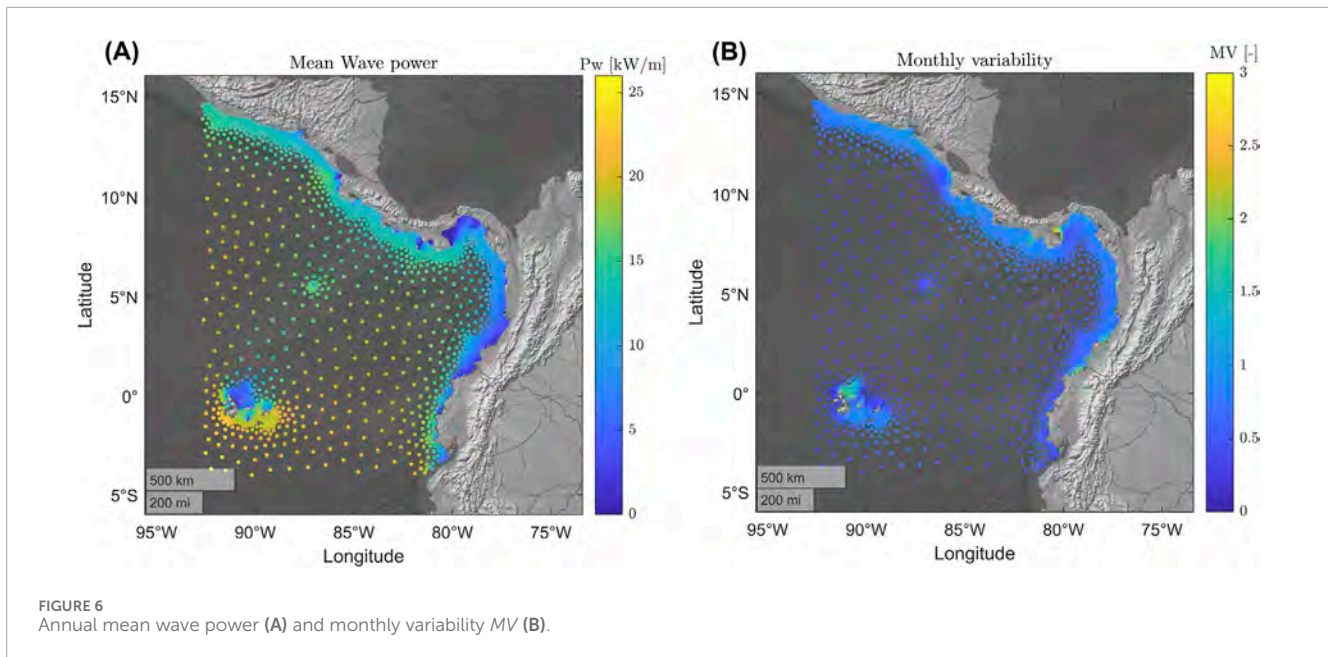 (A)
Mean Wave power
Pw [kW/m]
15°N
10°N
5°N
0°
5°S
Latitude
500 km
200 mi
95°W 90°W 85°W 80°W 75°W
Longitude
25
20
15
10
5
0
(B)
Monthly variability
MV [-]
15°N
10°N
5°N
0°
5°S
Latitude
500 km
200 mi
95°W 90°W 85°W 80°W 75°W
Longitude
3
2.5
2
1.5
1
0.5
0
FIGURE 6
Annual mean wave power (A) and monthly variability MV (B).